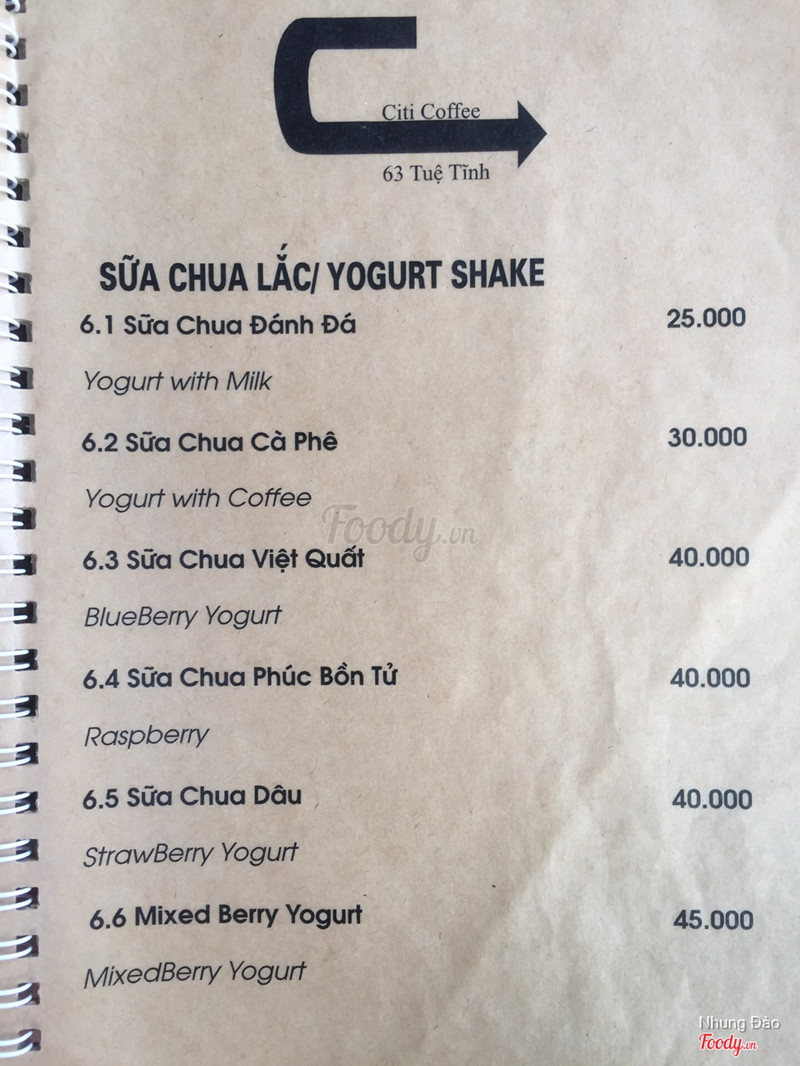 Citi Coffee
63 Tuệ Tĩnh
SỮA CHUA LẮC/ YOGURT SHAKE
6.1 Sữa Chua Đánh Đá 25.000
Yogurt with Milk
6.2 Sữa Chua Cà Phê 30.000
Yogurt with Coffee
Foody.vn
6.3 Sữa Chua Việt Quất 40.000
BlueBerry Yogurt
6.4 Sữa Chua Phúc Bồn Tử 40.000
Raspberry
6.5 Sữa Chua Dâu 40.000
StrawBerry Yogurt
6.6 Mixed Berry Yogurt 45.000
MixedBerry Yogurt
Nhung Đào
Foody.vn